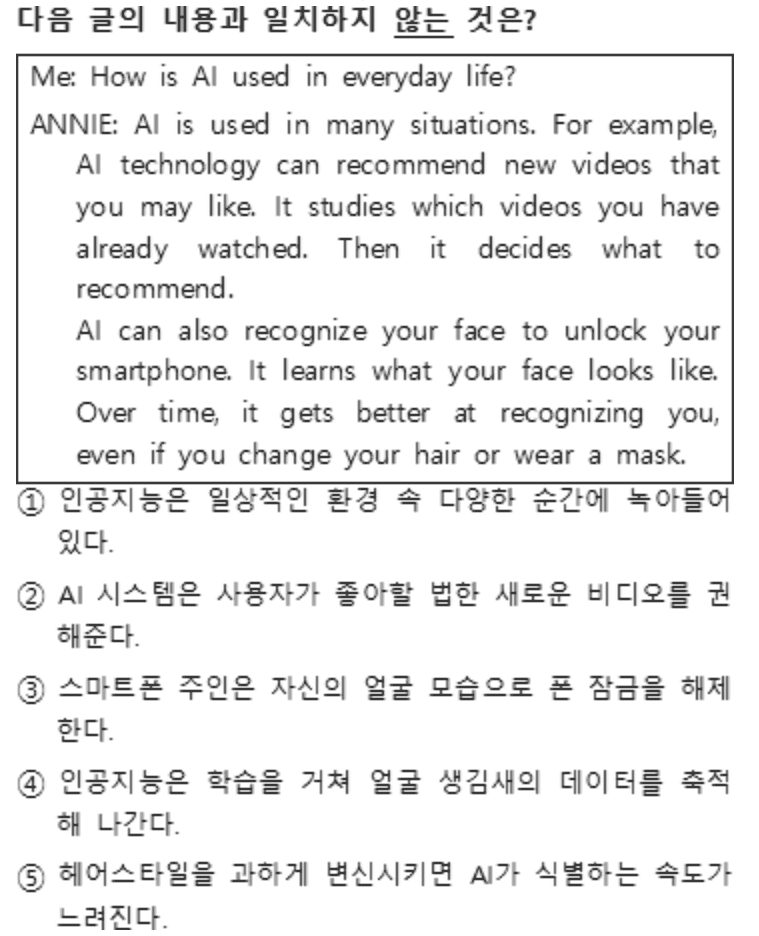 다음 글의 내용과 일치하지 않는 것은?
Me: How is AI used in everyday life?
ANNIE: AI is used in many situations. For example,
AI technology can recommend new videos that
you may like. It studies which videos you have
already watched. Then it decides what to
recommend.
AI can also recognize your face to unlock your
smartphone. It learns what your face looks like.
Over time, it gets better at recognizing you,
even if you change your hair or wear a mask.
① 인공지능은 일상적인 환경 속 다양한 순간에 녹아들어
있다.
② AI 시스템은 사용자가 좋아할 법한 새로운 비디오를 권
해준다.
③ 스마트폰 주인은 자신의 얼굴 모습으로 폰 잠금을 해제
한다.
④ 인공지능은 학습을 거쳐 얼굴 생김새의 데이터를 축적
해 나간다.
⑤ 헤어스타일을 과하게 변신시키면 AI가 식별하는 속도가
느려진다.